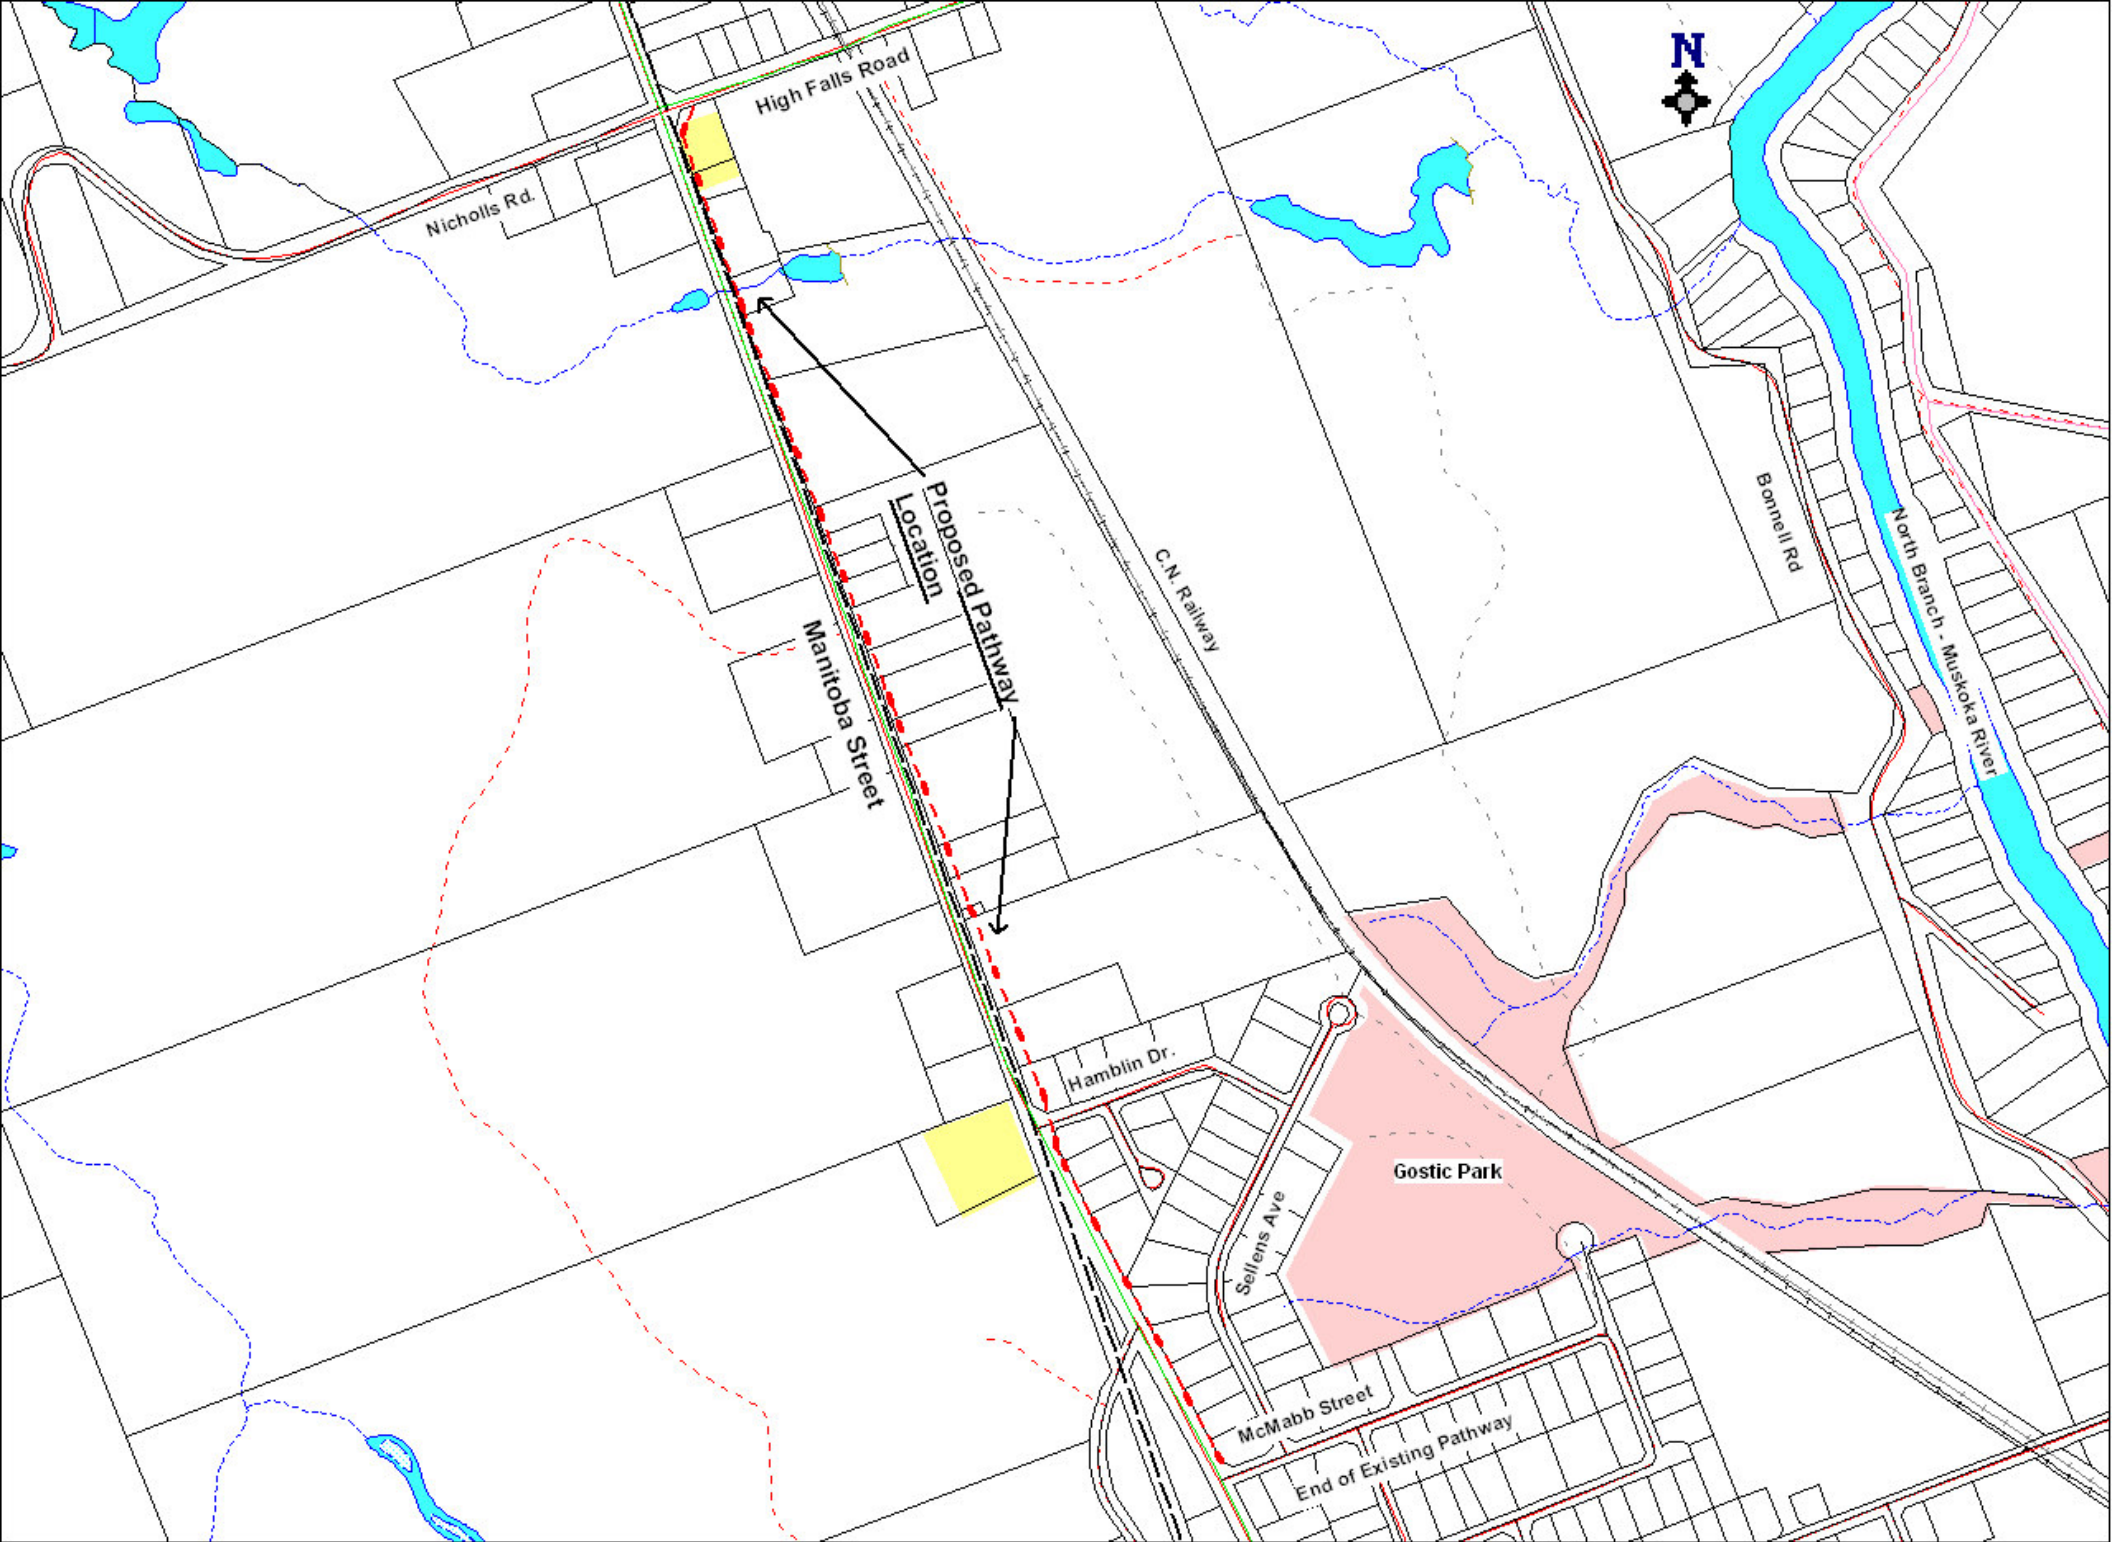 N
High Falls Road
Nicholls Rd.
Proposed Pathway
Location
Bonnell Rd
North Branch - Muskoka River
C.N. Railway
Manitoba Street
Hamblin Dr.
Gostic Park
Sellens Ave
McMabb Street
End of Existing Pathway